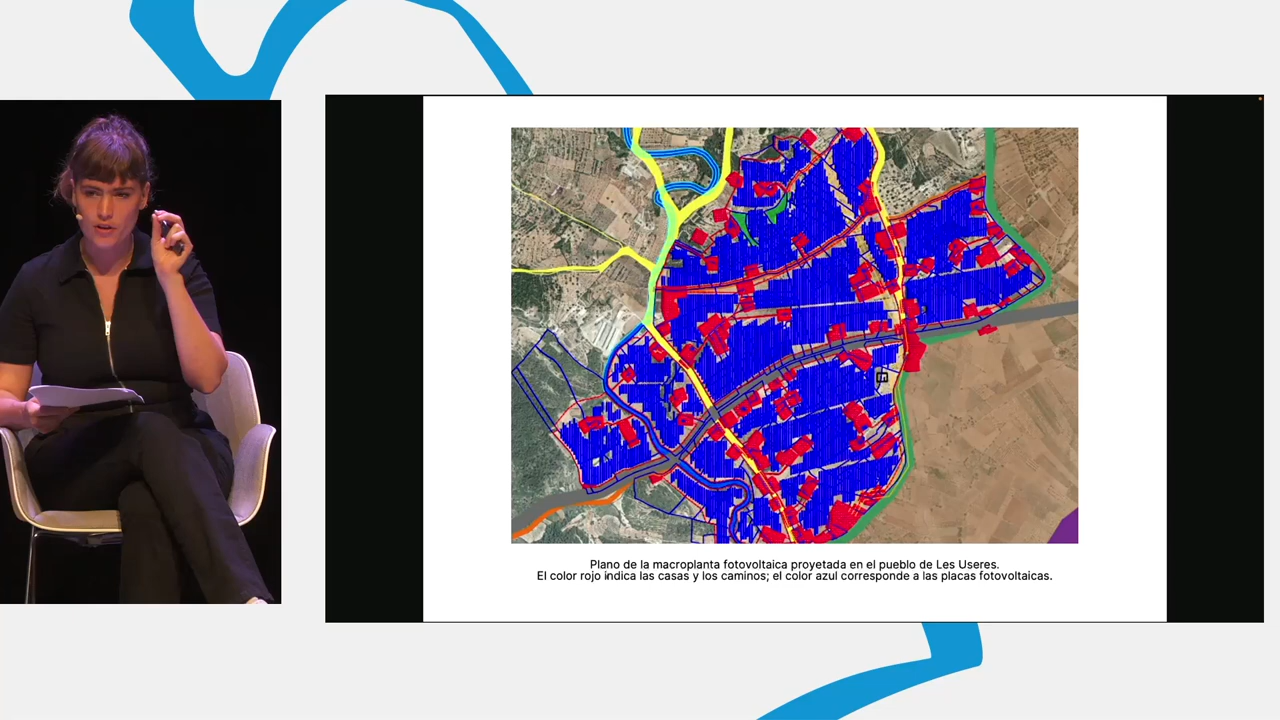 Plano de la macroplanta fotovoltaica proyetada en el pueblo de Les Useres.
El color rojo indica las casas y los caminos; el color azul corresponde a las placas fotovoltaicas.